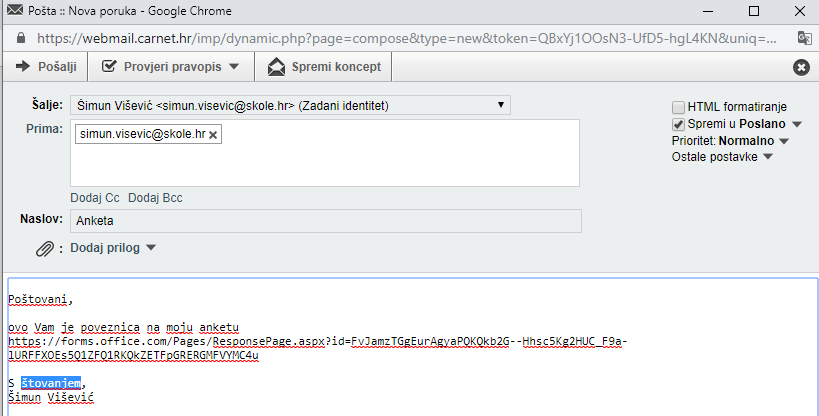 Pošta :: Nova poruka - Google Chrome
https://webmail.carnet.hr/imp/dynamic.php?page=compose&type=new&token=QBxYj1OOsN3-UfD5-hgL4KN&uniq=...
Pošalji Provjeri pravopis Spremi koncept
Šalje: Šimun Višević <simun.visevic@skole.hr> (Zadani identitet)
HTML formatiranje
Prima: simun.visevic@skole.hr
Spremi u Poslano
Prioritet: Normalno
Ostale postavke
Dodaj Cc Dodaj Bcc
Naslov: Anketa
: Dodaj prilog
Poštovani,
ovo Vam je poveznica na moju anketu
https://forms.office.com/Pages/ResponsePage.aspx?id=FvJamzTGgEurAgyaPOKOkb2G--Hhsc5Kg2HUC_F9a-
lURFFXOEs5Q1ZFQ1RKQkZETFpGRERGMFVYMC4u
S štovanjem,
Šimun Višević